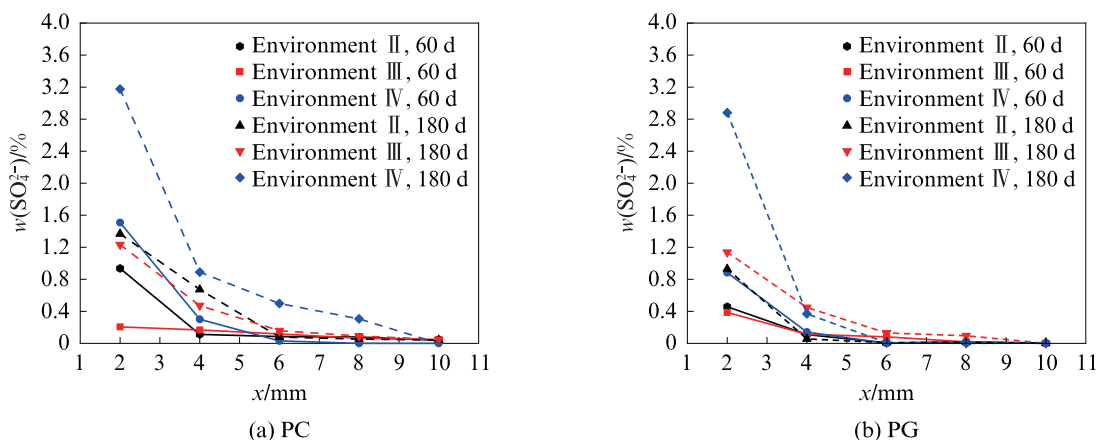 4.0
3.6
3.2
2.8
2.4
2.0
1.6
1.2
0.8
0.4
0
w(SO₄²⁻)/%
Environment Ⅱ, 60 d
Environment Ⅲ, 60 d
Environment Ⅳ, 60 d
Environment Ⅱ, 180 d
Environment Ⅲ, 180 d
Environment Ⅳ, 180 d
1 2 3 4 5 6 7 8 9 10 11
x/mm
(a) PC
4.0
3.6
3.2
2.8
2.4
2.0
1.6
1.2
0.8
0.4
0
w(SO₄²⁻)/%
Environment Ⅱ, 60 d
Environment Ⅲ, 60 d
Environment Ⅳ, 60 d
Environment Ⅱ, 180 d
Environment Ⅲ, 180 d
Environment Ⅳ, 180 d
1 2 3 4 5 6 7 8 9 10 11
x/mm
(b) PG